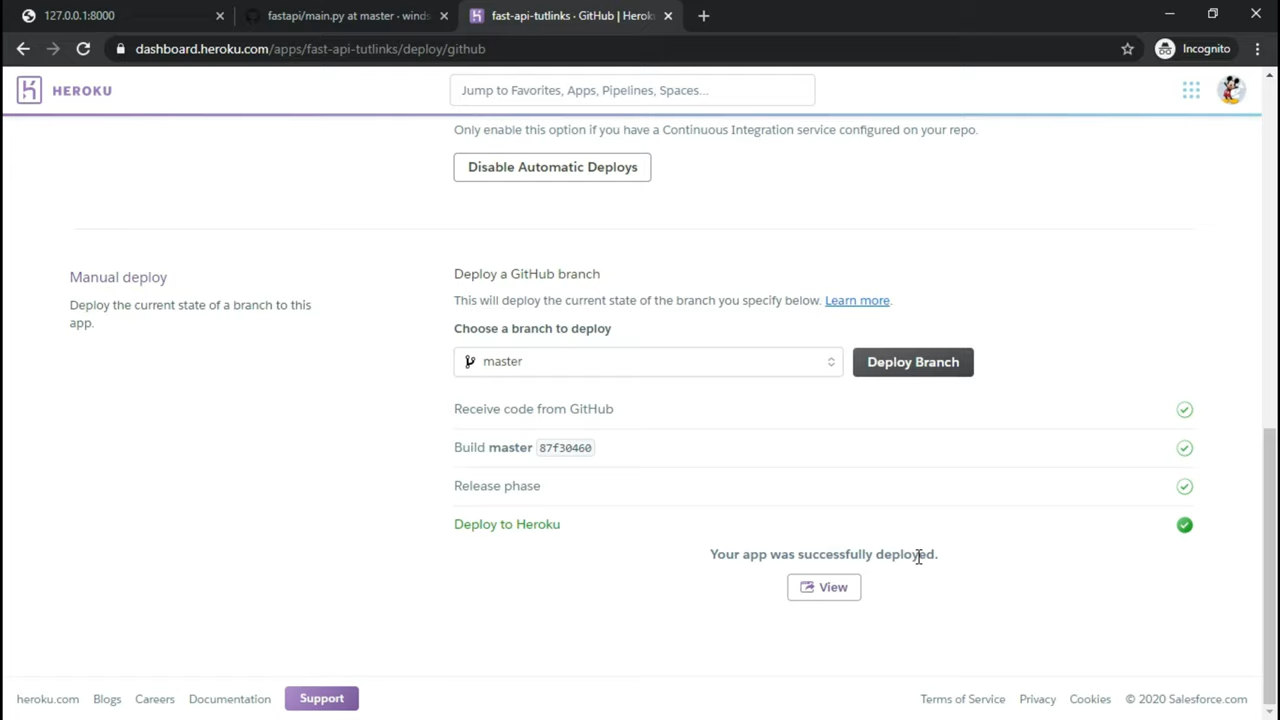 127.0.0.1:8000
fastapi/main.py at master · winds
fast-api-tutlinks · GitHub | Heroku
dashboard.heroku.com/apps/fast-api-tutlinks/deploy/github
Incognito
HEROKU
Jump to Favorites, Apps, Pipelines, Spaces...
Only enable this option if you have a Continuous Integration service configured on your repo.
Disable Automatic Deploys
Manual deploy
Deploy the current state of a branch to this
app.
Deploy a GitHub branch
This will deploy the current state of the branch you specify below. Learn more.
Choose a branch to deploy
master
Deploy Branch
Receive code from GitHub
Build master 87f30460
Release phase
Deploy to Heroku
Your app was successfully deployed.
View
heroku.com Blogs Careers Documentation Support
Terms of Service Privacy Cookies © 2020 Salesforce.com